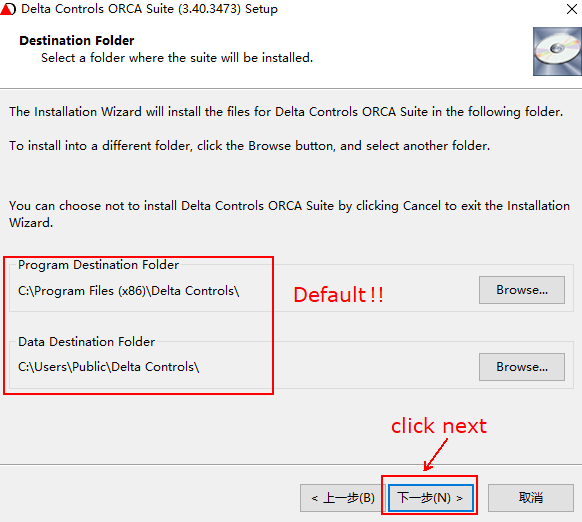 Delta Controls ORCA Suite (3.40.3473) Setup
Destination Folder
Select a folder where the suite will be installed.
The Installation Wizard will install the files for Delta Controls ORCA Suite in the following folder.
To install into a different folder, click the Browse button, and select another folder.
You can choose not to install Delta Controls ORCA Suite by clicking Cancel to exit the Installation
Wizard.
Program Destination Folder
C:\Program Files (x86)\Delta Controls\
Browse...
Default!!
Data Destination Folder
C:\Users\Public\Delta Controls\
Browse...
click next
< 上一步(B)
下一步(N) >
取消